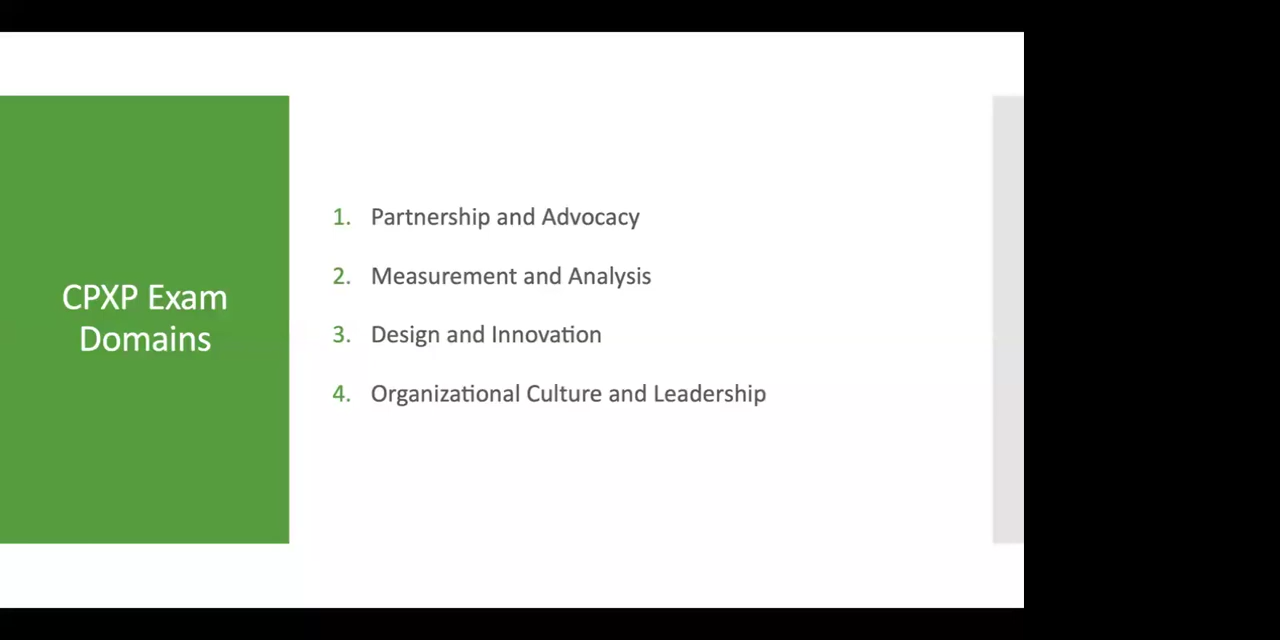 CPXP Exam
Domains
1. Partnership and Advocacy
2. Measurement and Analysis
3. Design and Innovation
4. Organizational Culture and Leadership